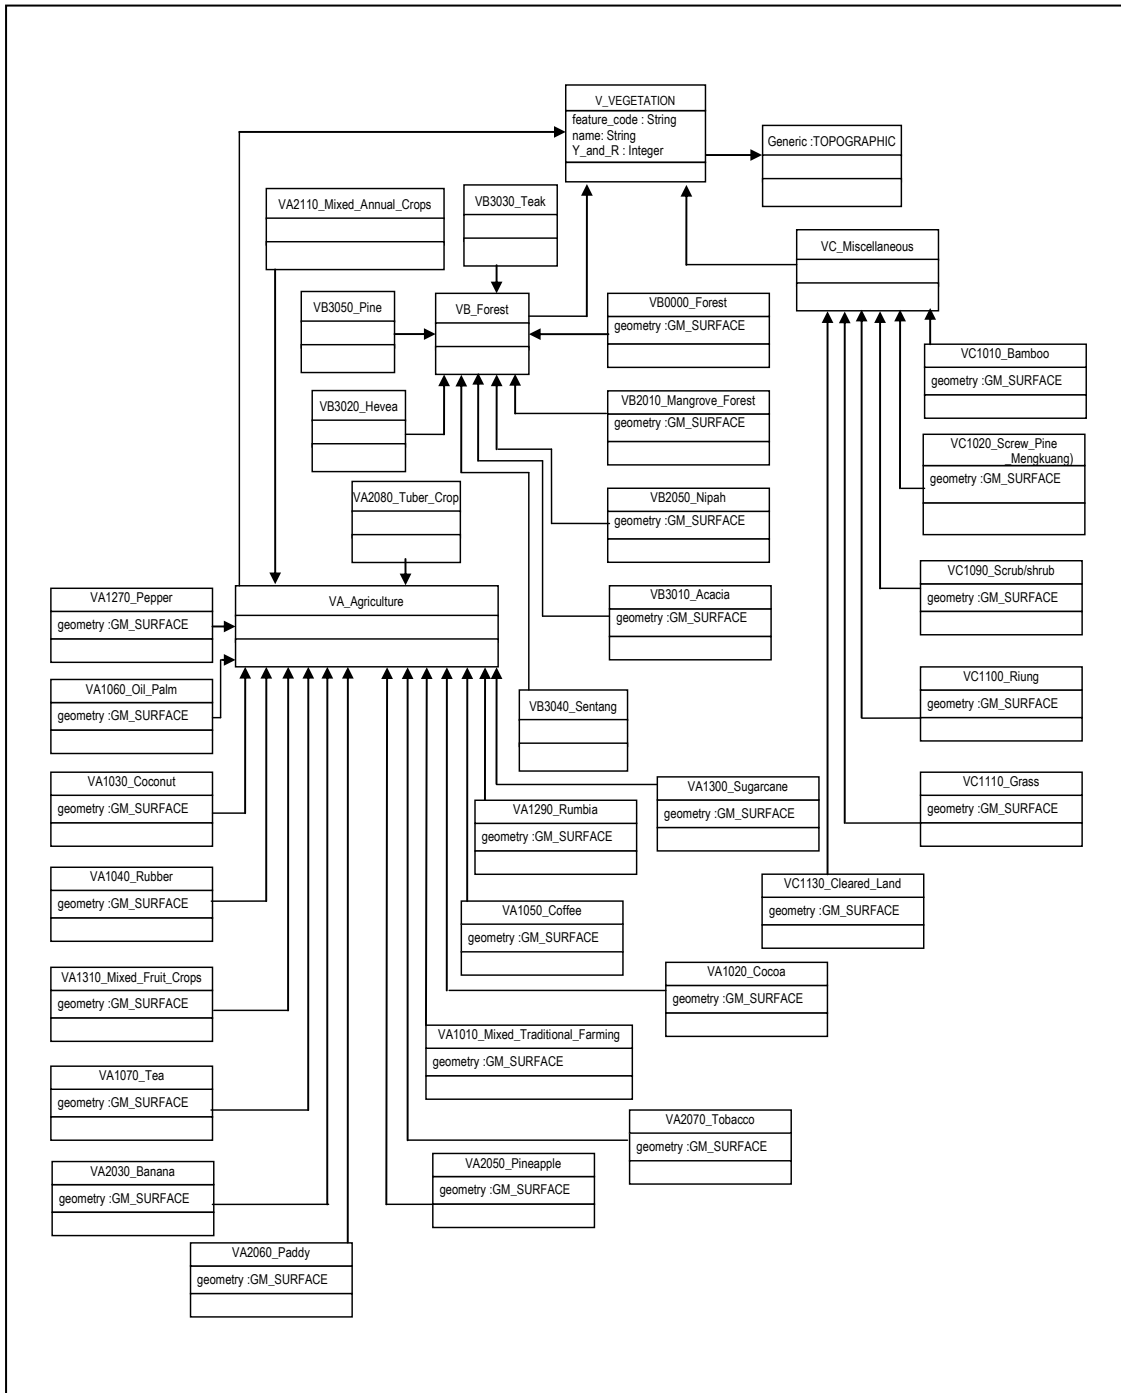 V_VEGETATION
feature_code : String
name: String
Y_and_R : Integer
Generic :TOPOGRAPHIC
VA2110_Mixed_Annual_Crops
VB3030_Teak
VC_Miscellaneous
VB3050_Pine
VB_Forest
VB0000_Forest
geometry :GM_SURFACE
VC1010_Bamboo
geometry :GM_SURFACE
VB3020_Hevea
VB2010_Mangrove_Forest
geometry :GM_SURFACE
VC1020_Screw_Pine
_Mengkuang)
geometry :GM_SURFACE
VA2080_Tuber_Crop
VB2050_Nipah
geometry :GM_SURFACE
VC1090_Scrub/shrub
geometry :GM_SURFACE
VA1270_Pepper
geometry :GM_SURFACE
VA_Agriculture
VB3010_Acacia
geometry :GM_SURFACE
VA1060_Oil_Palm
geometry :GM_SURFACE
VB3040_Sentang
VC1100_Riung
geometry :GM_SURFACE
VA1030_Coconut
geometry :GM_SURFACE
VA1290_Rumbia
geometry :GM_SURFACE
VA1300_Sugarcane
geometry :GM_SURFACE
VC1110_Grass
geometry :GM_SURFACE
VA1040_Rubber
geometry :GM_SURFACE
VA1050_Coffee
geometry :GM_SURFACE
VC1130_Cleared_Land
geometry :GM_SURFACE
VA1310_Mixed_Fruit_Crops
geometry :GM_SURFACE
VA1020_Cocoa
geometry :GM_SURFACE
VA1010_Mixed_Traditional_Farming
geometry :GM_SURFACE
VA1070_Tea
geometry :GM_SURFACE
VA2070_Tobacco
geometry :GM_SURFACE
VA2030_Banana
geometry :GM_SURFACE
VA2050_Pineapple
geometry :GM_SURFACE
VA2060_Paddy
geometry :GM_SURFACE